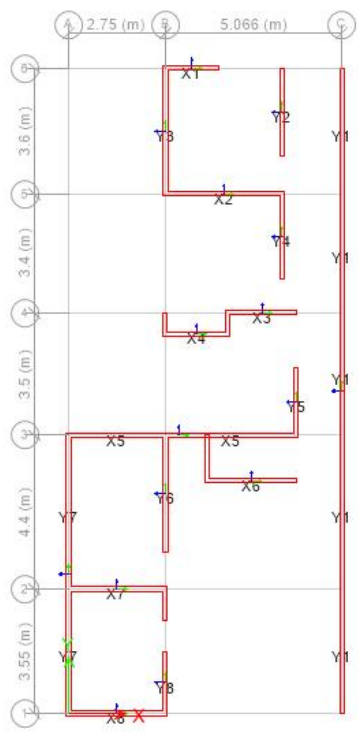 A B C
2.75 (m) 5.066 (m)
6
X1
Y2
3.6 (m) Y3 Y1
5
X2
3.4 (m) Y4
Y1
4
X3
X4
3.5 (m) Y1
Y5
3
X5 X5
X6
Y6
4.4 (m) Y7 Y1
2
X7
3.55 (m) Y7 Y1
Y8
1
X8 X